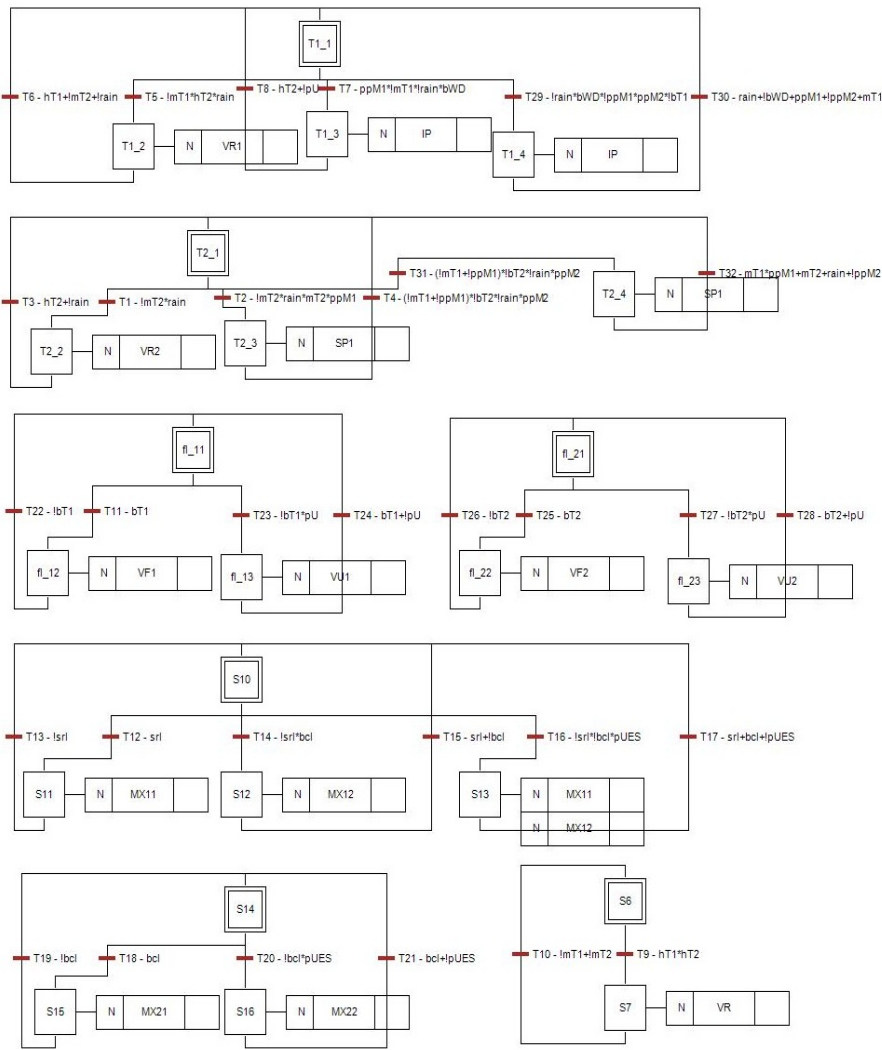 T1_1
T6 - hT1+!mT2+!rain
T5 - !mT1*hT2*rain
T8 - hT2+!pU
T7 - ppM1*!mT1*!rain*bWD
T29 - !rain*bWD*!ppM1*ppM2*!bT1
T30 - rain+!bWD+ppM1+!ppM2+mT1
T1_2
N VR1
T1_3
N IP
T1_4
N IP
T2_1
T31 - (!mT1+!ppM1)*!bT2*!rain*ppM2
T32 - mT1*ppM1+mT2+rain+!ppM2
T3 - hT2+!rain
T1 - !mT2*rain
T2 - !mT2*rain*mT2*ppM1
T4 - (!mT1+!ppM1)*!bT2*!rain*ppM2
T2_4
N SP1
T2_2
N VR2
T2_3
N SP1
fl_11
fl_21
T22 - !bT1
T11 - bT1
T23 - !bT1*pU
T24 - bT1+!pU
T26 - !bT2
T25 - bT2
T27 - !bT2*pU
T28 - bT2+!pU
fl_12
N VF1
fl_13
N VU1
fl_22
N VF2
fl_23
N VU2
S10
T13 - !srl
T12 - srl
T14 - !srl*bcl
T15 - srl+!bcl
T16 - !srl*!bcl*pUES
T17 - srl+bcl+!pUES
S11
N MX11
S12
N MX12
S13
N MX11
N MX12
S14
S6
T19 - !bcl
T18 - bcl
T20 - !bcl*pUES
T21 - bcl+!pUES
T10 - !mT1+!mT2
T9 - hT1*hT2
S15
N MX21
S16
N MX22
S7
N VR